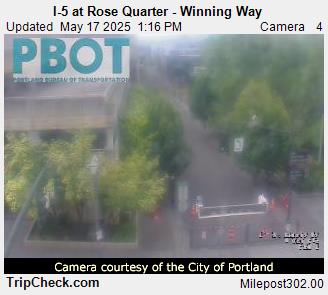 I-5 at Rose Quarter - Winning Way
Updated May 17 2025 1:16 PM Camera 4
PBOT
PORTLAND BUREAU OF TRANSPORTATION
Camera courtesy of the City of Portland
TripCheck.com Milepost302.00